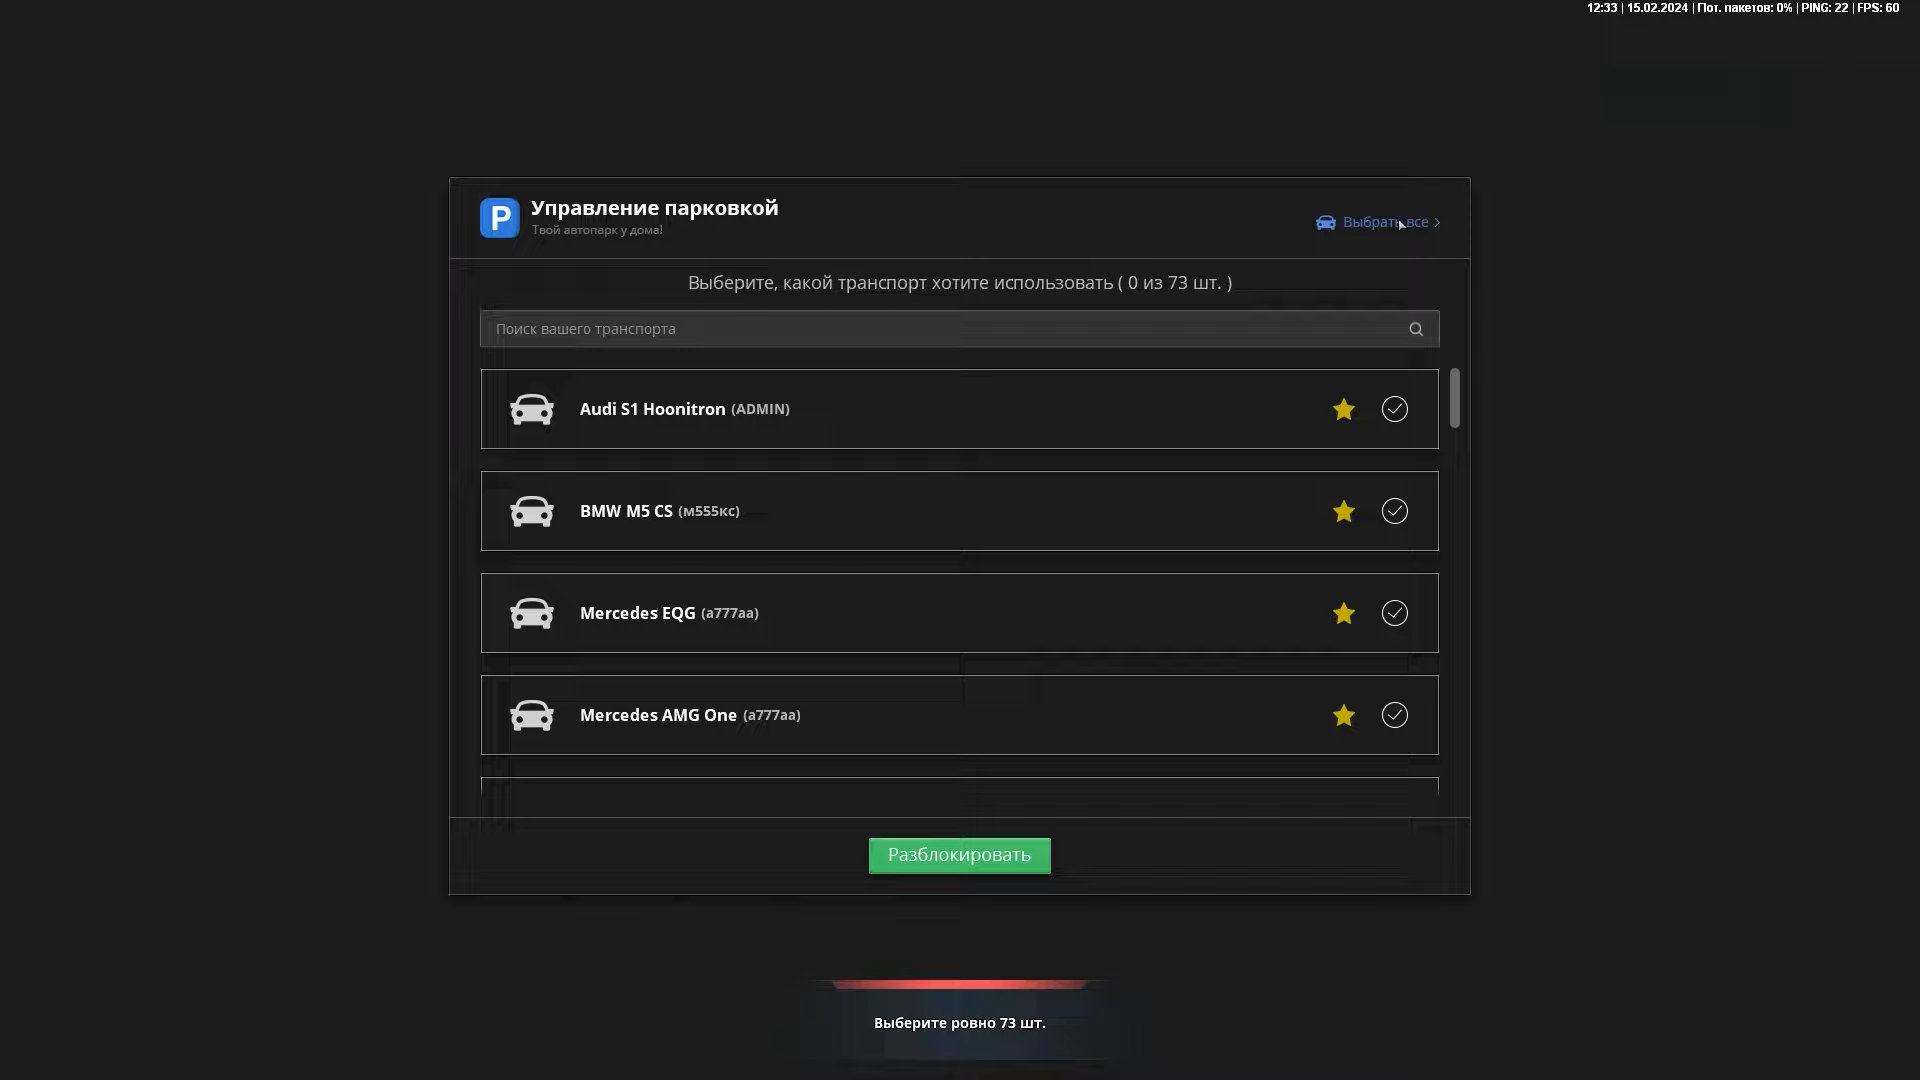 12:33 | 15.02.2024 | Пот. пакетов: 0% | PING: 22 | FPS: 60
P
Управление парковкой
Твой автопарк у дома!
Выбрать все >
Выберите, какой транспорт хотите использовать ( 0 из 73 шт. )
Поиск вашего транспорта
Audi S1 Hoonitron (ADMIN)
BMW M5 CS (м555кс)
Mercedes EQG (а777аа)
Mercedes AMG One (а777аа)
Разблокировать
Выберите ровно 73 шт.